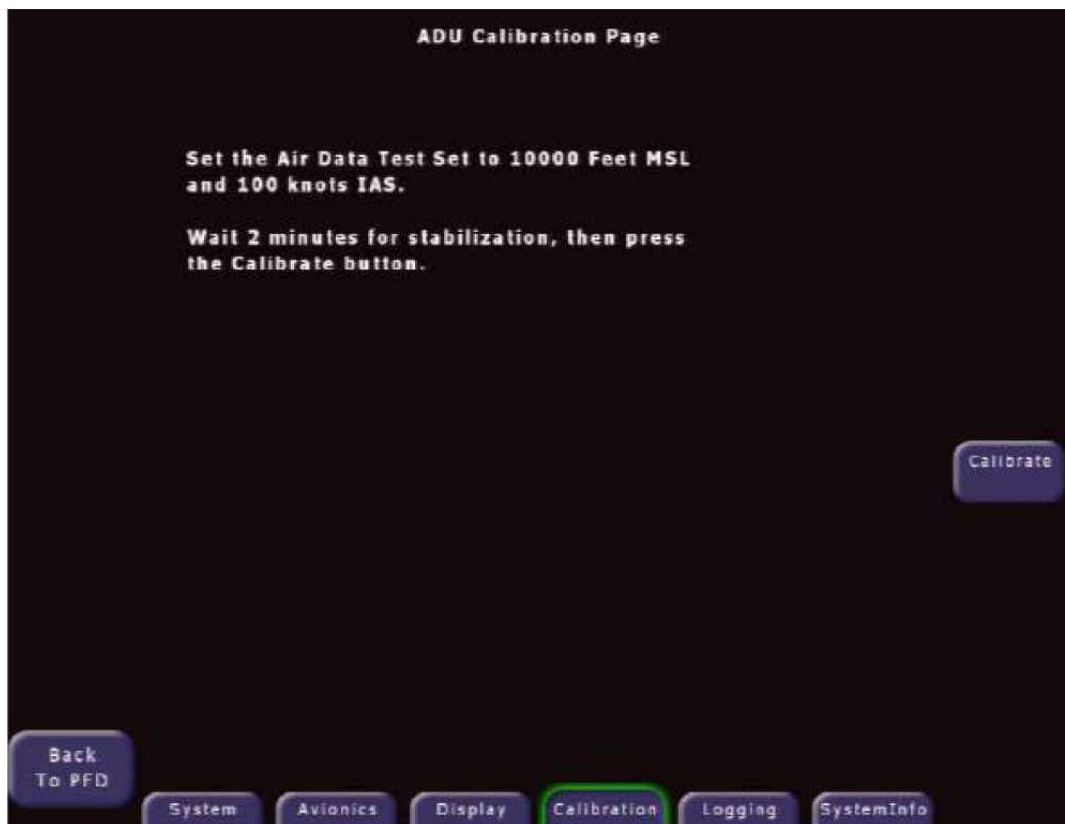 ADU Calibration Page
Set the Air Data Test Set to 10000 Feet MSL
and 100 knots IAS.
Wait 2 minutes for stabilization, then press
the Calibrate button.
Calibrate
Back
To PFD
System
Avionics
Display
Calibration
Logging
SystemInfo